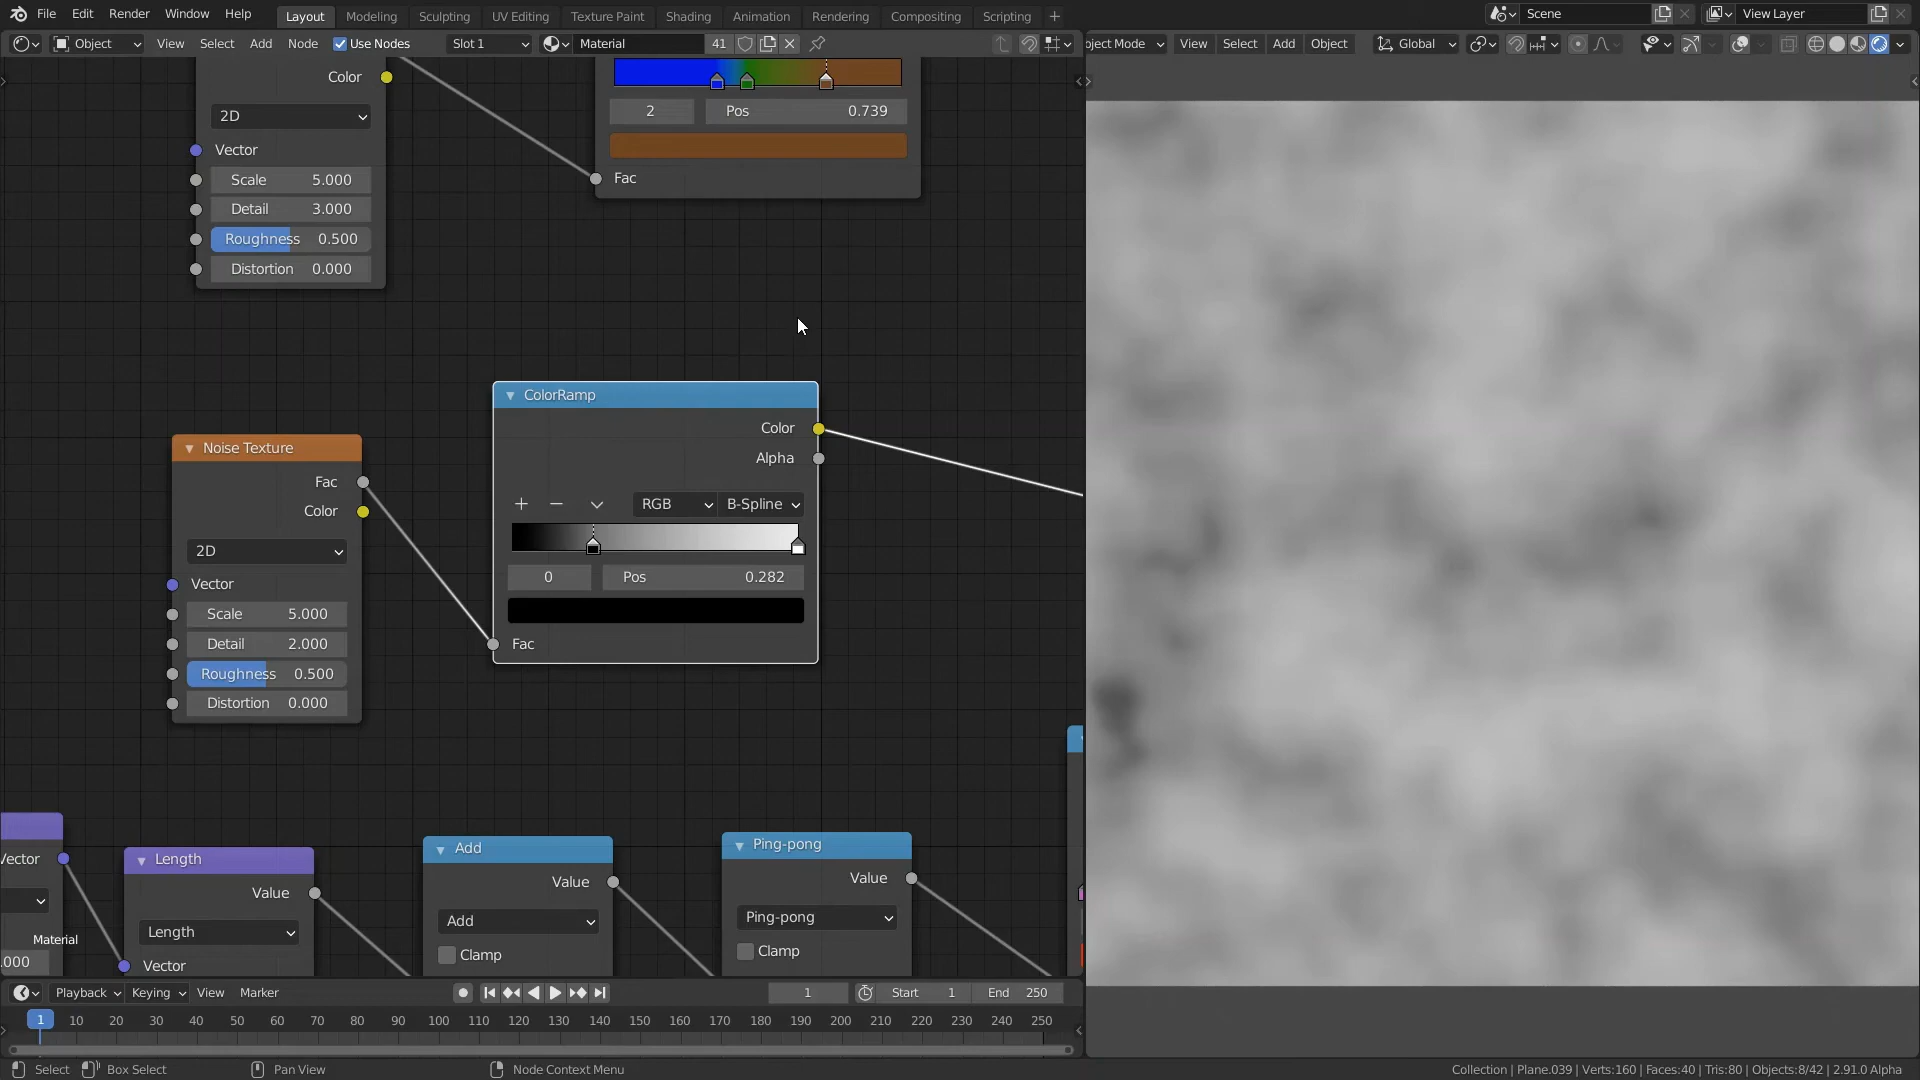 File Edit Render Window Help Layout Modeling Sculpting UV Editing Texture Paint Shading Animation Rendering Compositing Scripting Scene View Layer
Object View Select Add Node Use Nodes Slot 1 Material 41 View Select Add Object Global
Color
2D
Vector
Scale 5.000
Detail 3.000
Roughness 0.500
Distortion 0.000
2 Pos 0.739
Fac
ColorRamp
Color
Alpha
RGB B-Spline
0 Pos 0.282
Fac
Noise Texture
Fac
Color
2D
Vector
Scale 5.000
Detail 2.000
Roughness 0.500
Distortion 0.000
Length
Value
Length
Vector
Add
Value
Add
Clamp
Ping-pong
Value
Ping-pong
Clamp
Material
Playback Keying View Marker 1 Start 1 End 250
1 10 20 30 40 50 60 70 80 90 100 110 120 130 140 150 160 170 180 190 200 210 220 230 240 250
Select Box Select Pan View Node Context Menu Collection | Plane.039 | Verts:160 | Faces:40 | Tris:80 | Objects:8/42 | 2.91.0 Alpha